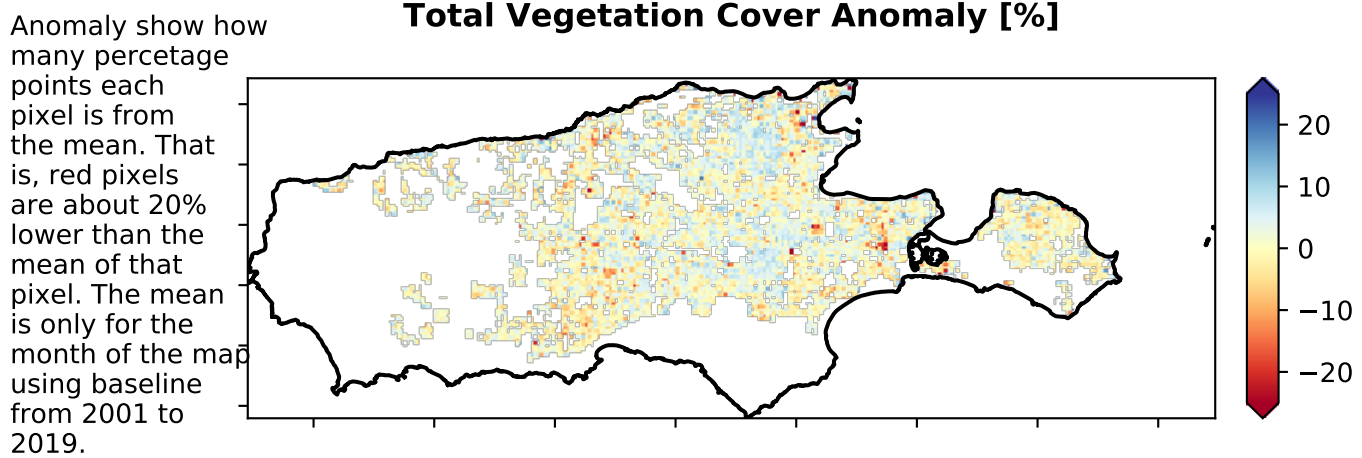 Total Vegetation Cover Anomaly [%]
Anomaly show how
many percetage
points each
pixel is from
the mean. That
is, red pixels
are about 20%
lower than the
mean of that
pixel. The mean
is only for the
month of the map
using baseline
from 2001 to
2019.
20
10
0
−10
−20